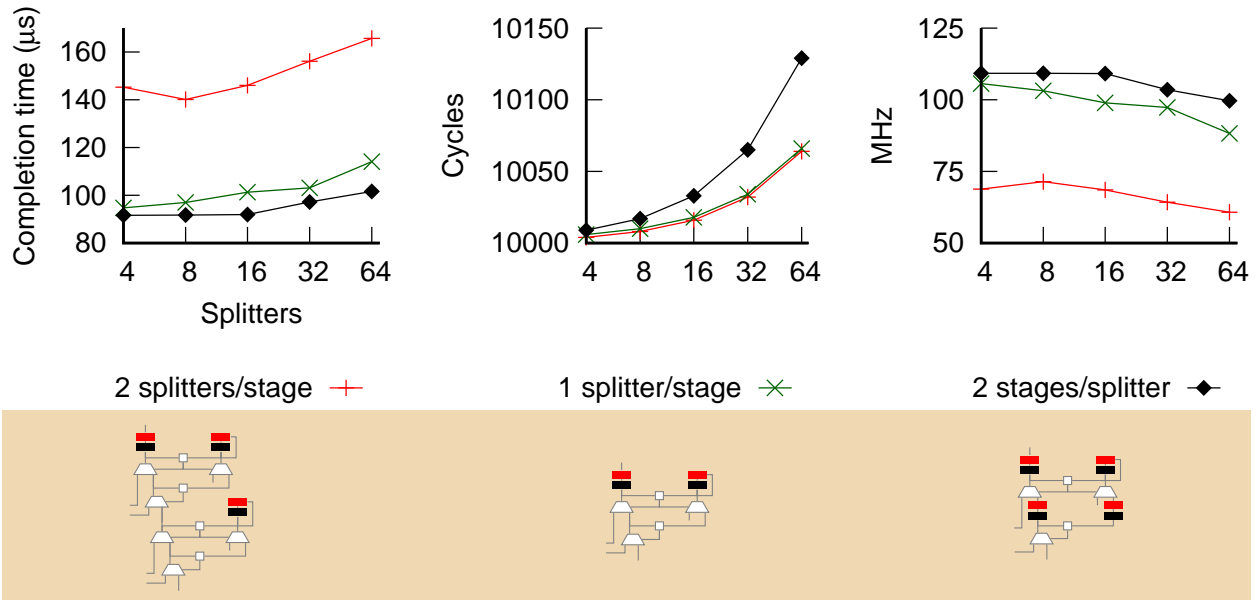 Completion time (μs)
160
140
120
100
80
4 8 16 32 64
Splitters
Cycles
10150
10100
10050
10000
4 8 16 32 64
MHz
125
100
75
50
4 8 16 32 64
2 splitters/stage
1 splitter/stage
2 stages/splitter